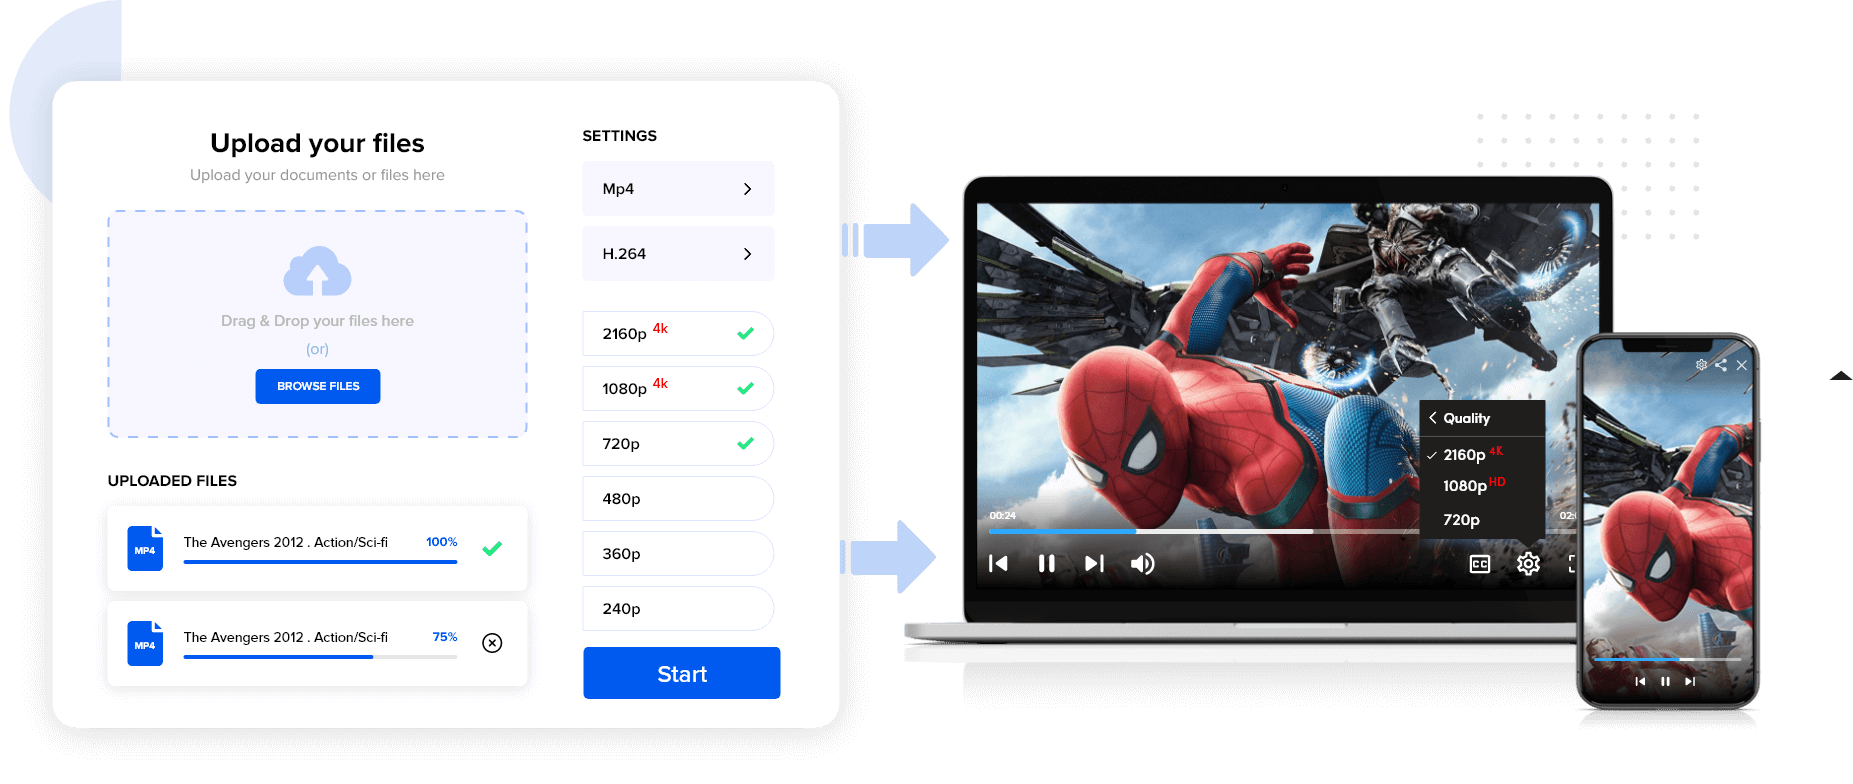 Upload your files
Upload your documents or files here
Drag & Drop your files here
(or)
BROWSE FILES
UPLOADED FILES
MP4
The Avengers 2012 . Action/Sci-fi
100%
MP4
The Avengers 2012 . Action/Sci-fi
75%
SETTINGS
Mp4
H.264
2160p 4k
1080p 4k
720p
480p
360p
240p
Start
Quality
2160p 4K
1080p HD
720p
00:24
02:
CC